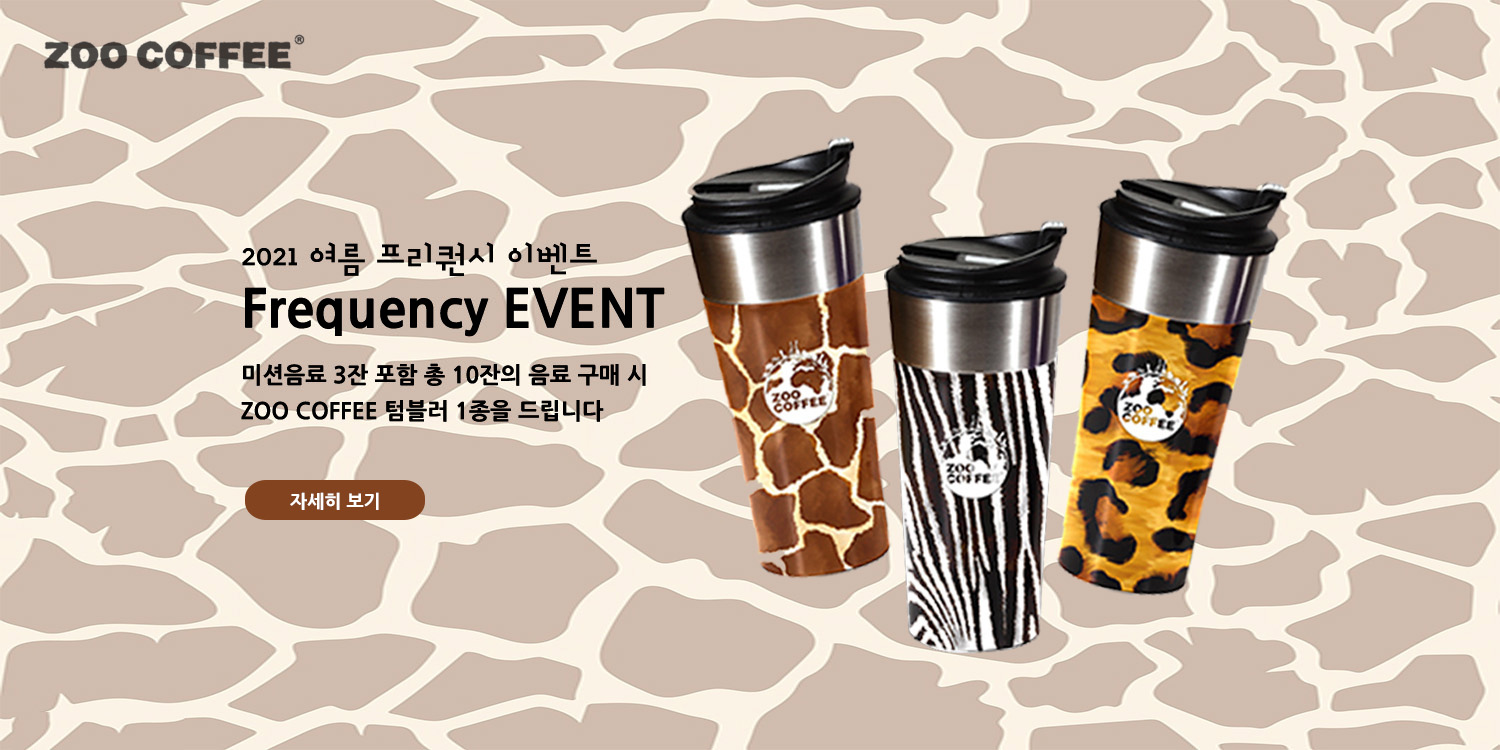 ZOO COFFEE®
2021 여름 프리퀀시 이벤트
Frequency EVENT
미션음료 3잔 포함 총 10잔의 음료 구매 시
ZOO COFFEE 텀블러 1종을 드립니다
자세히 보기
ZOO
COFFEE
ZOO
COFFEE
ZOO
COFFEE